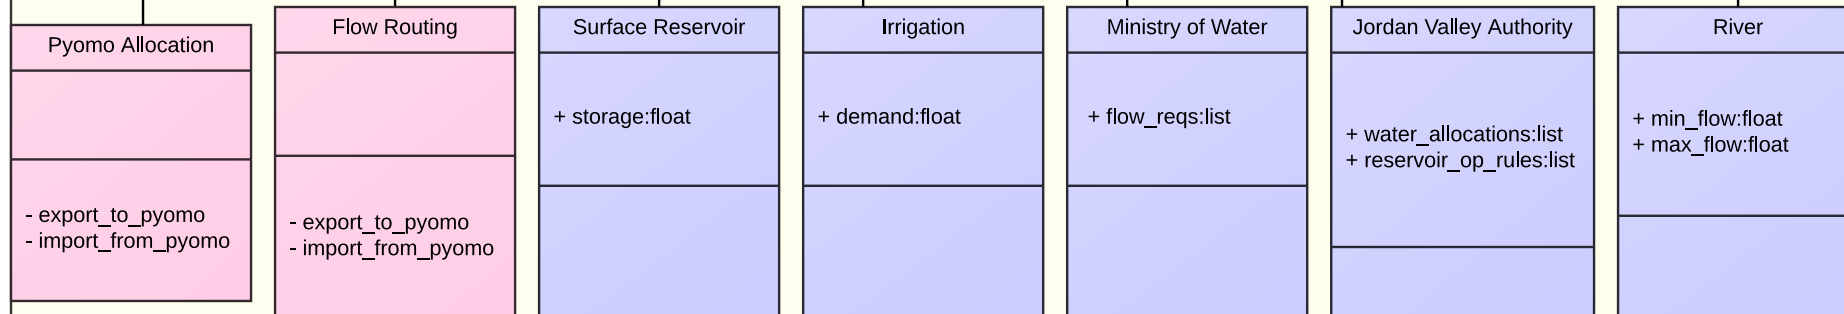 Pyomo Allocation
- export_to_pyomo
- import_from_pyomo
Flow Routing
- export_to_pyomo
- import_from_pyomo
Surface Reservoir
+ storage:float
Irrigation
+ demand:float
Ministry of Water
+ flow_reqs:list
Jordan Valley Authority
+ water_allocations:list
+ reservoir_op_rules:list
River
+ min_flow:float
+ max_flow:float